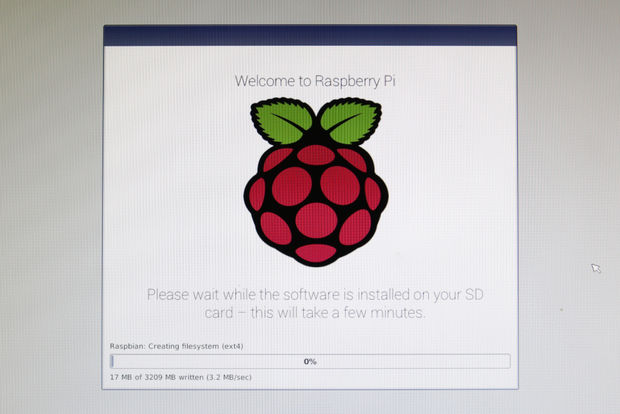 Welcome to Raspberry Pi
Please wait while the software is installed on your SD
card – this will take a few minutes.
Raspbian: Creating filesystem (ext4)
0%
17 MB of 3209 MB written (3.2 MB/sec)